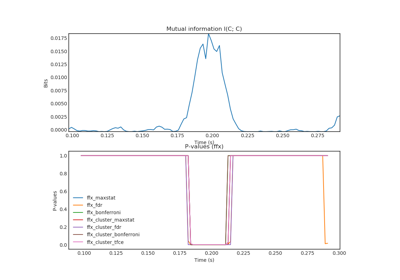 Mutual information I(C; C)
0.0175
0.0150
0.0125
0.0100
0.0075
0.0050
0.0025
0.0000
Bits
0.100 0.125 0.150 0.175 0.200 0.225 0.250 0.275
Time (s)
P-values (ffx)
1.0
0.8
0.6
0.4
0.2
0.0
P-values
ffx_maxstat
ffx_fdr
ffx_bonferroni
ffx_cluster_maxstat
ffx_cluster_fdr
ffx_cluster_bonferroni
ffx_cluster_tfce
0.100 0.125 0.150 0.175 0.200 0.225 0.250 0.275 0.300
Time (s)